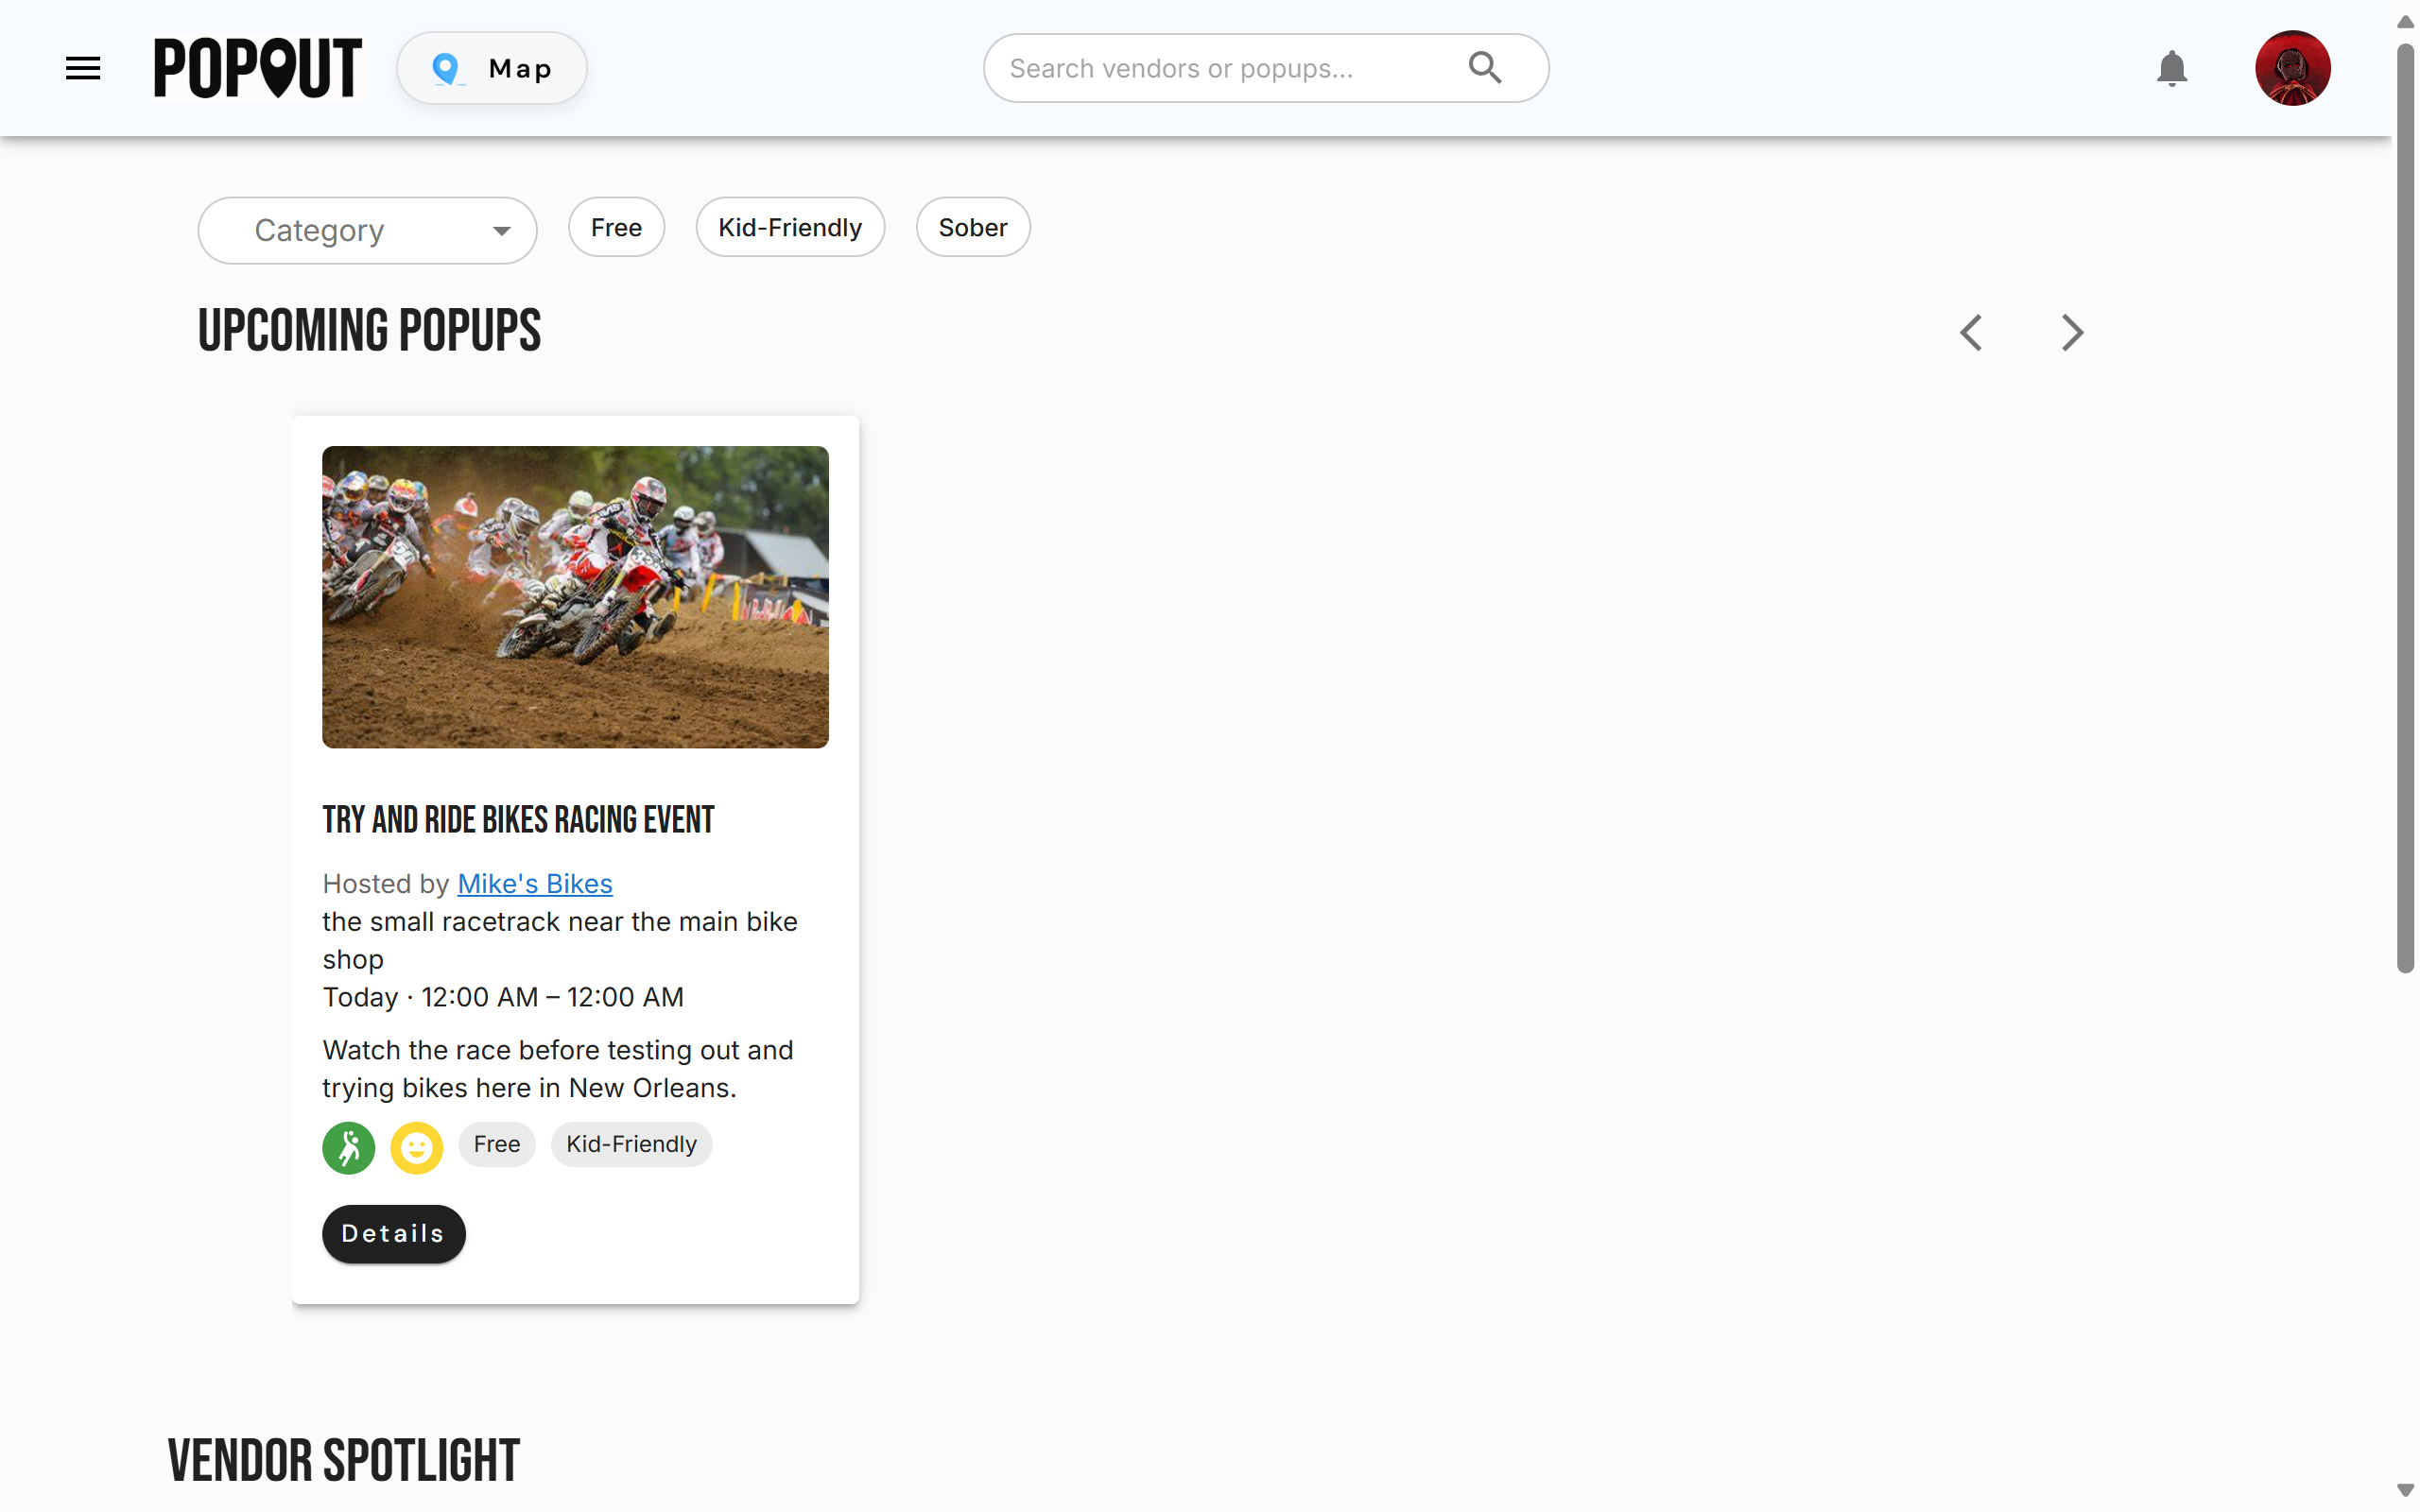 POPOUT
Map
Search vendors or popups...
Category
Free
Kid-Friendly
Sober
UPCOMING POPUPS
TRY AND RIDE BIKES RACING EVENT
Hosted by Mike's Bikes
the small racetrack near the main bike
shop
Today · 12:00 AM – 12:00 AM
Watch the race before testing out and
trying bikes here in New Orleans.
Free
Kid-Friendly
Details
VENDOR SPOTLIGHT